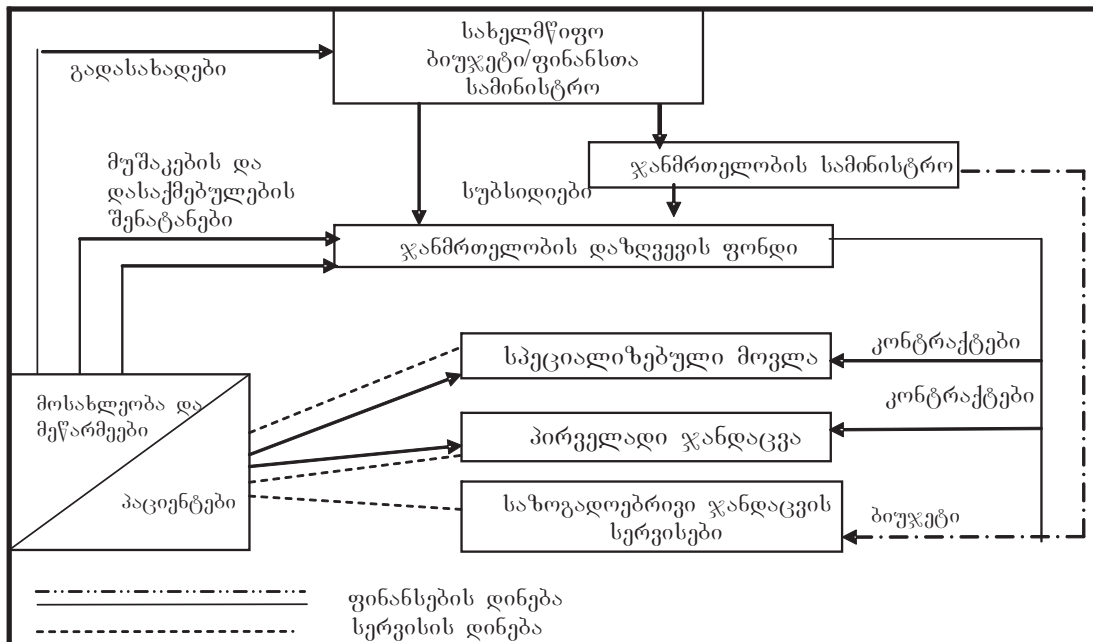 სახელმწიფო
ბიუჯეტი/ფინანსთა
სამინისტრო
გადასახადები
მუშაკების და
დასაქმებულების
შენატანები
ჯანმრთელობის სამინისტრო
სუბსიდიები
ჯანმრთელობის დაზღვევის ფონდი
სპეციალიზებული მოვლა
კონტრაქტები
მოსახლეობა და
მეწარმეები
კონტრაქტები
პირველადი ჯანდაცვა
პაციენტები
საზოგადოებრივი ჯანდაცვის
სერვისები
ბიუჯეტი
ფინანსების დინება
სერვისის დინება